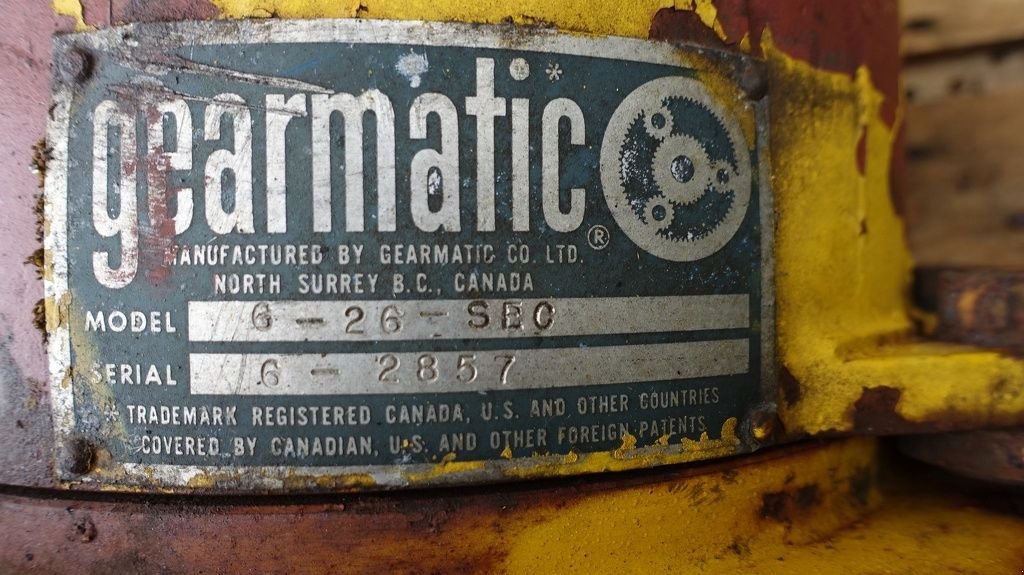 gearmatic*®
MANUFACTURED BY GEARMATIC CO. LTD.
NORTH SURREY B.C., CANADA
MODEL 6-26-SEC
SERIAL 6-2857
* TRADEMARK REGISTERED CANADA, U.S. AND OTHER COUNTRIES
COVERED BY CANADIAN, U.S. AND OTHER FOREIGN PATENTS